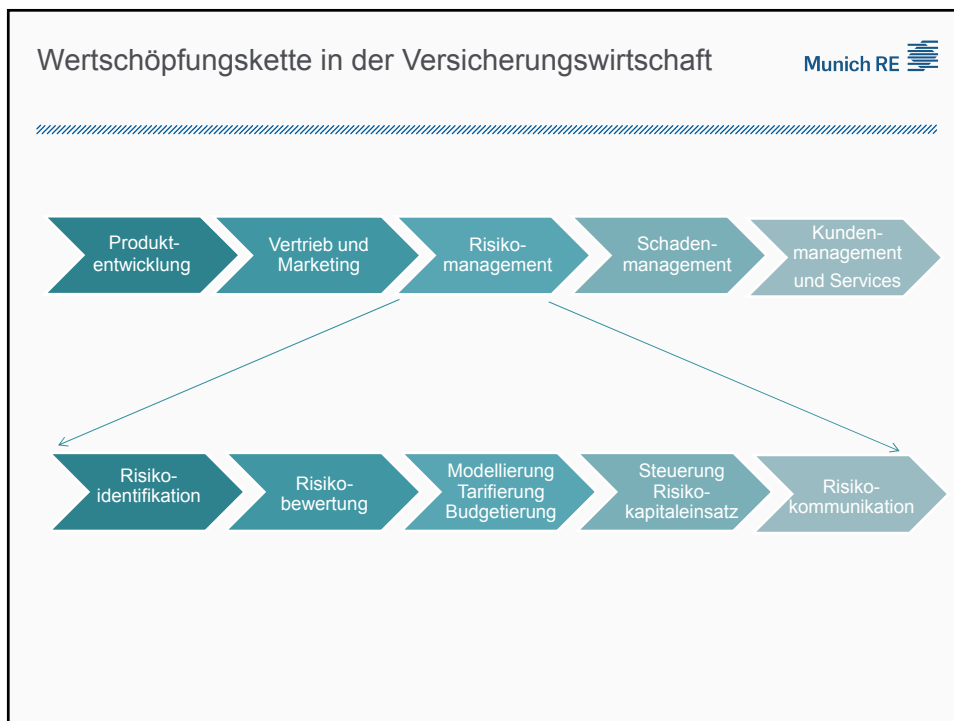 Wertschöpfungskette in der Versicherungswirtschaft
Munich RE
Produkt-
entwicklung
Vertrieb und
Marketing
Risiko-
management
Schaden-
management
Kunden-
management
und Services
Risiko-
identifikation
Risiko-
bewertung
Modellierung
Tarifierung
Budgetierung
Steuerung
Risiko-
kapitaleinsatz
Risiko-
kommunikation